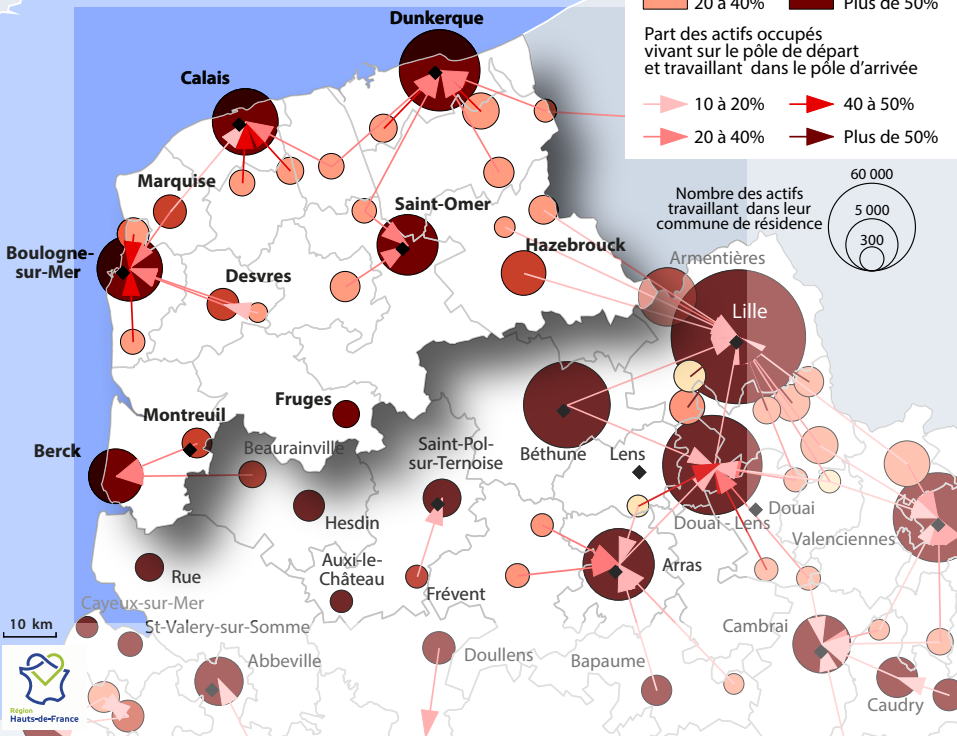 20 à 40%
Plus de 50%
Part des actifs occupés
vivant sur le pôle de départ
et travaillant dans le pôle d'arrivée
10 à 20%
40 à 50%
20 à 40%
Plus de 50%
Nombre des actifs
travaillant dans leur
commune de résidence
60 000
5 000
300
Dunkerque
Calais
Marquise
Saint-Omer
Boulogne-
sur-Mer
Desvres
Hazebrouck
Armentières
Lille
Fruges
Montreuil
Beaurainville
Berck
Saint-Pol-
sur-Ternoise
Béthune
Lens
Douai - Lens
Douai
Valenciennes
Hesdin
Auxi-le-
Château
Arras
Rue
Frévent
Cayeux-sur-Mer
St-Valery-sur-Somme
10 km
Cambrai
Abbeville
Doullens
Bapaume
Caudry
Région
Hauts-de-France